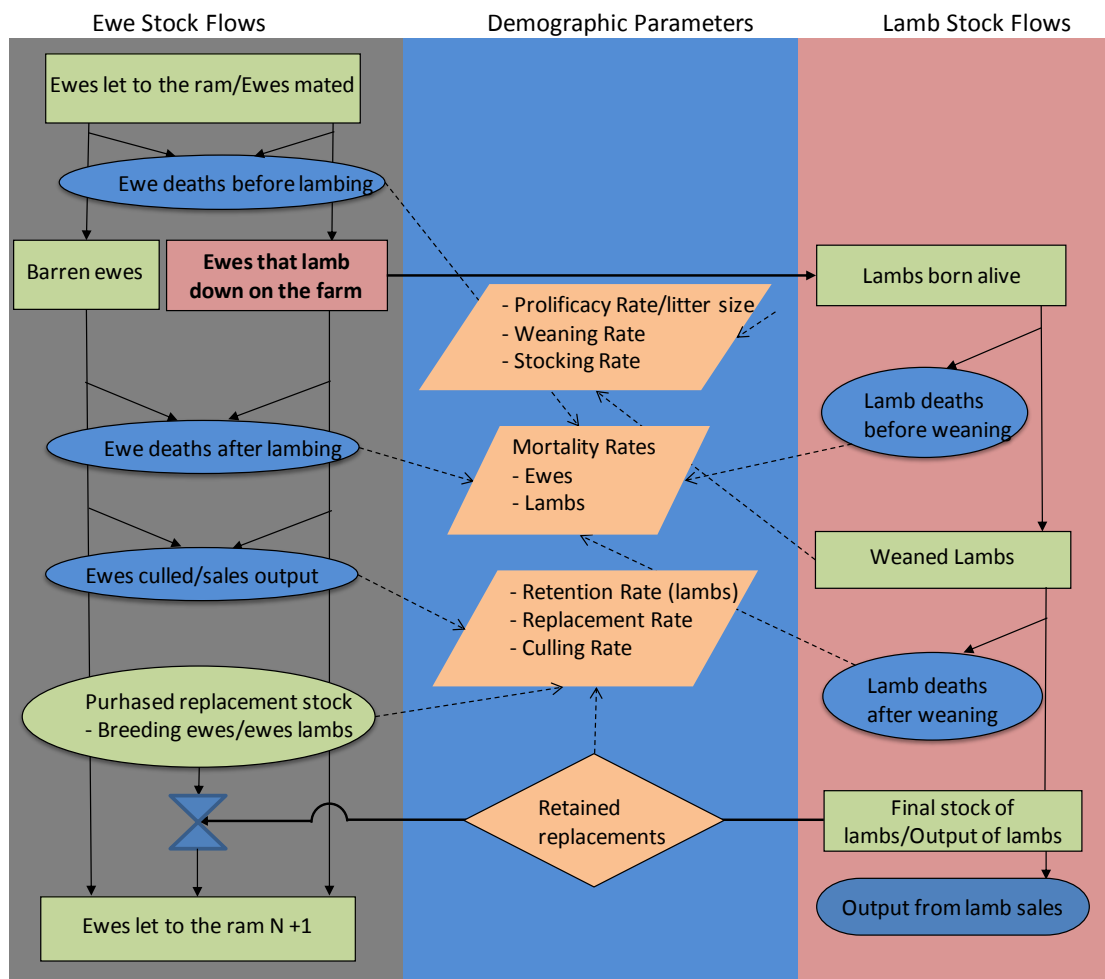 Ewe Stock Flows
Demographic Parameters
Lamb Stock Flows
Ewes let to the ram/Ewes mated
Ewe deaths before lambing
Barren ewes
Ewes that lamb
down on the farm
Lambs born alive
- Prolificacy Rate/litter size
- Weaning Rate
- Stocking Rate
Lamb deaths
before weaning
Ewe deaths after lambing
Mortality Rates
- Ewes
- Lambs
Weaned Lambs
Ewes culled/sales output
- Retention Rate (lambs)
- Replacement Rate
- Culling Rate
Purhased replacement stock
- Breeding ewes/ewes lambs
Lamb deaths
after weaning
Retained
replacements
Final stock of
lambs/Output of lambs
Ewes let to the ram N +1
Output from lamb sales